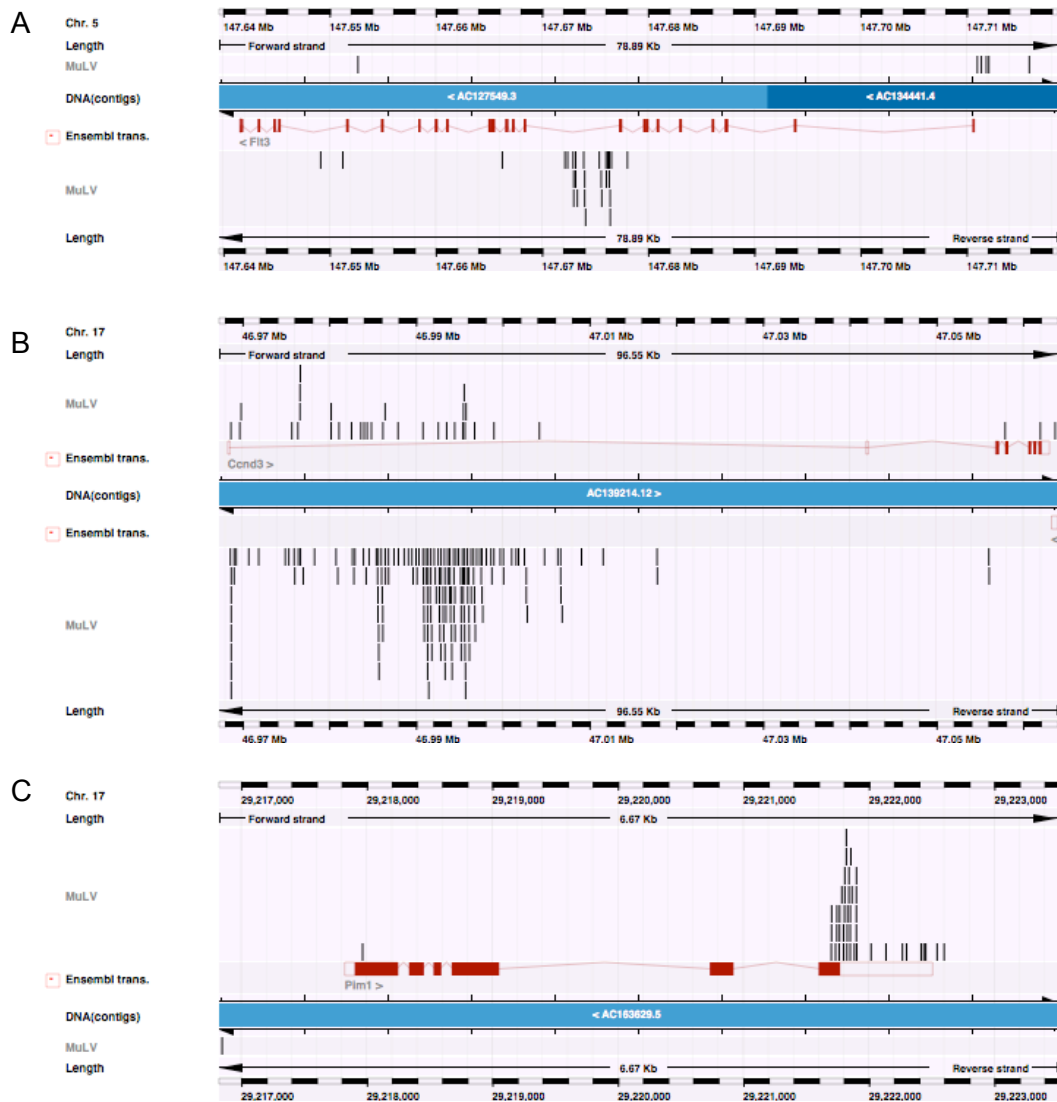 A
Chr. 5
147.64 Mb 147.65 Mb 147.66 Mb 147.67 Mb 147.68 Mb 147.69 Mb 147.70 Mb 147.71 Mb
Length Forward strand 78.89 Kb
MuLV
DNA(contigs) < AC127549.3 < AC134441.4
Ensembl trans.
< Flt3
MuLV
Length 78.89 Kb Reverse strand
147.64 Mb 147.65 Mb 147.66 Mb 147.67 Mb 147.68 Mb 147.69 Mb 147.70 Mb 147.71 Mb
B
Chr. 17
46.97 Mb 46.99 Mb 47.01 Mb 47.03 Mb 47.05 Mb
Length Forward strand 96.55 Kb
MuLV
Ensembl trans.
Ccnd3 >
DNA(contigs) AC139214.12 >
Ensembl trans.
<
MuLV
Length 96.55 Kb Reverse strand
46.97 Mb 46.99 Mb 47.01 Mb 47.03 Mb 47.05 Mb
C
Chr. 17
29,217,000 29,218,000 29,219,000 29,220,000 29,221,000 29,222,000 29,223,000
Length Forward strand 6.67 Kb
MuLV
Ensembl trans.
Pim1 >
DNA(contigs) < AC163629.5
MuLV
Length 6.67 Kb Reverse strand
29,217,000 29,218,000 29,219,000 29,220,000 29,221,000 29,222,000 29,223,000